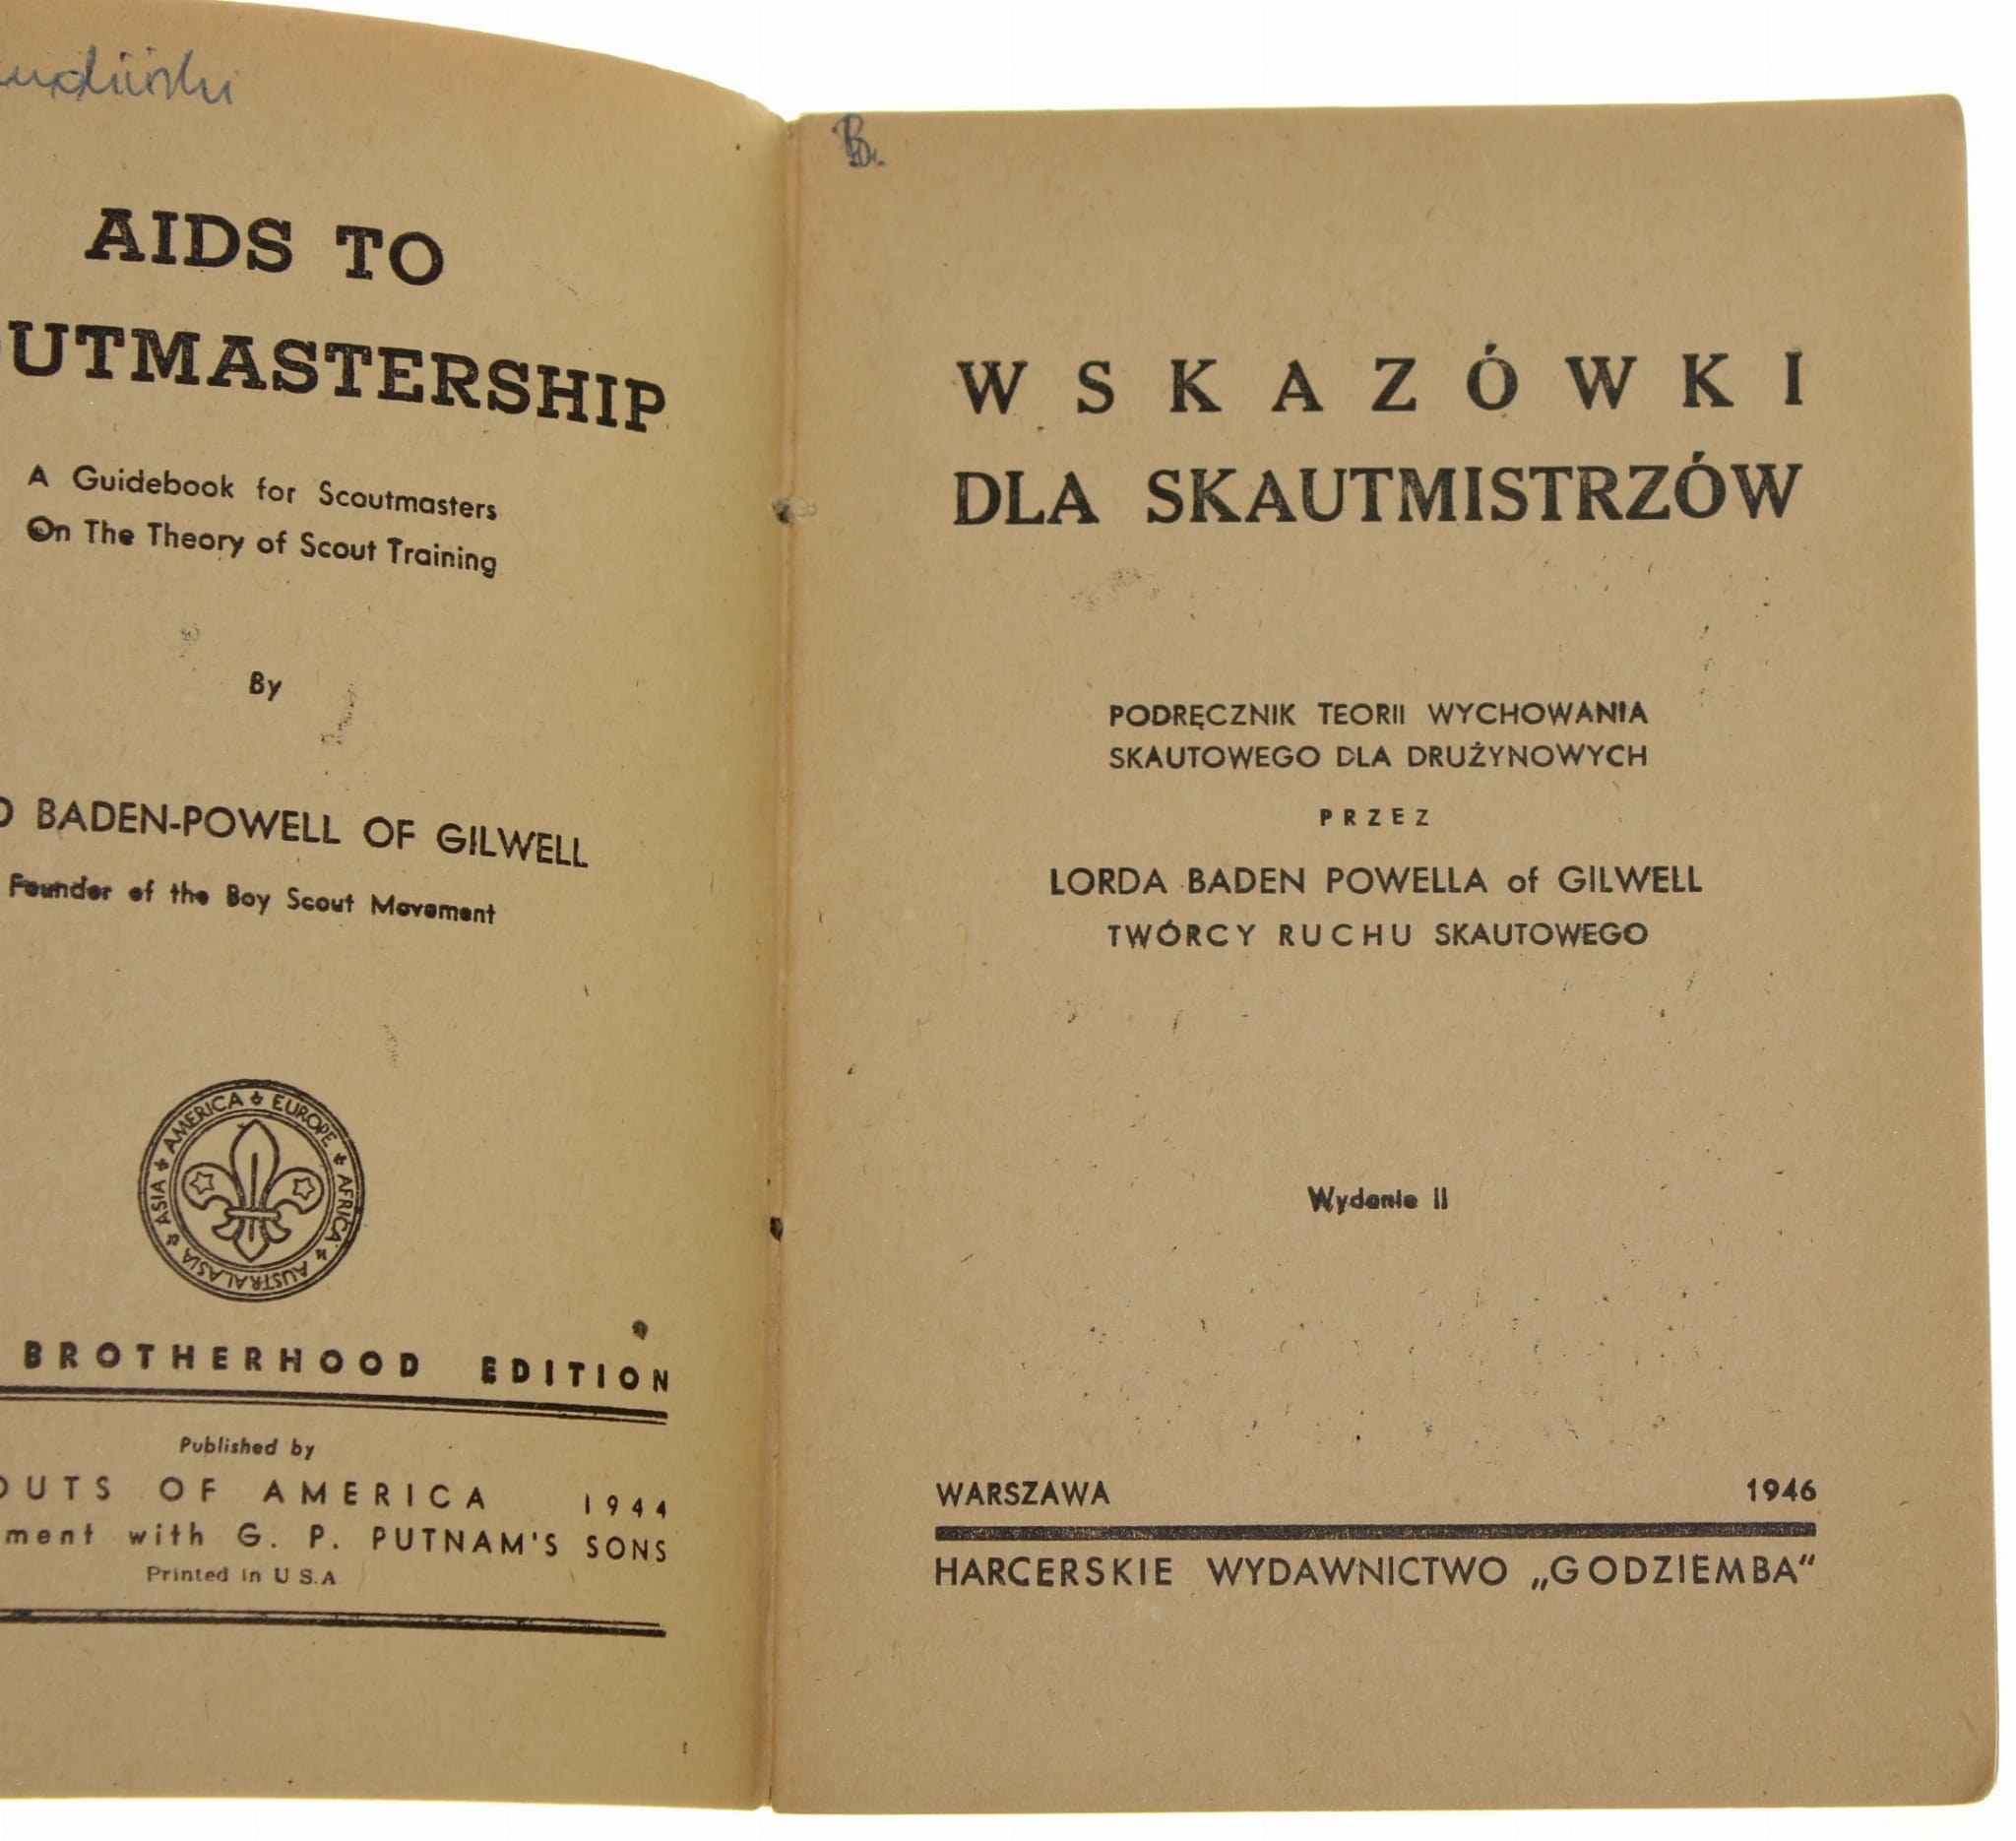 AIDS TO
UTMASTERSHIP
A Guidebook for Scoutmasters
On The Theory of Scout Training
By
BADEN-POWELL OF GILWELL
Founder of the Boy Scout Movement
AMERICA EUROPE AFRICA AUSTRALASIA ASIA
BROTHERHOOD EDITION
Published by
OUTS OF AMERICA 1944
ment with G. P. PUTNAM'S SONS
Printed in U S.A
B.
WSKAZÓWKI
DLA SKAUTMISTRZÓW
PODRĘCZNIK TEORII WYCHOWANIA
SKAUTOWEGO DLA DRUŻYNOWYCH
PRZEZ
LORDA BADEN POWELLA of GILWELL
TWÓRCY RUCHU SKAUTOWEGO
Wydanie II
WARSZAWA 1946
HARCERSKIE WYDAWNICTWO „GODZIEMBA“